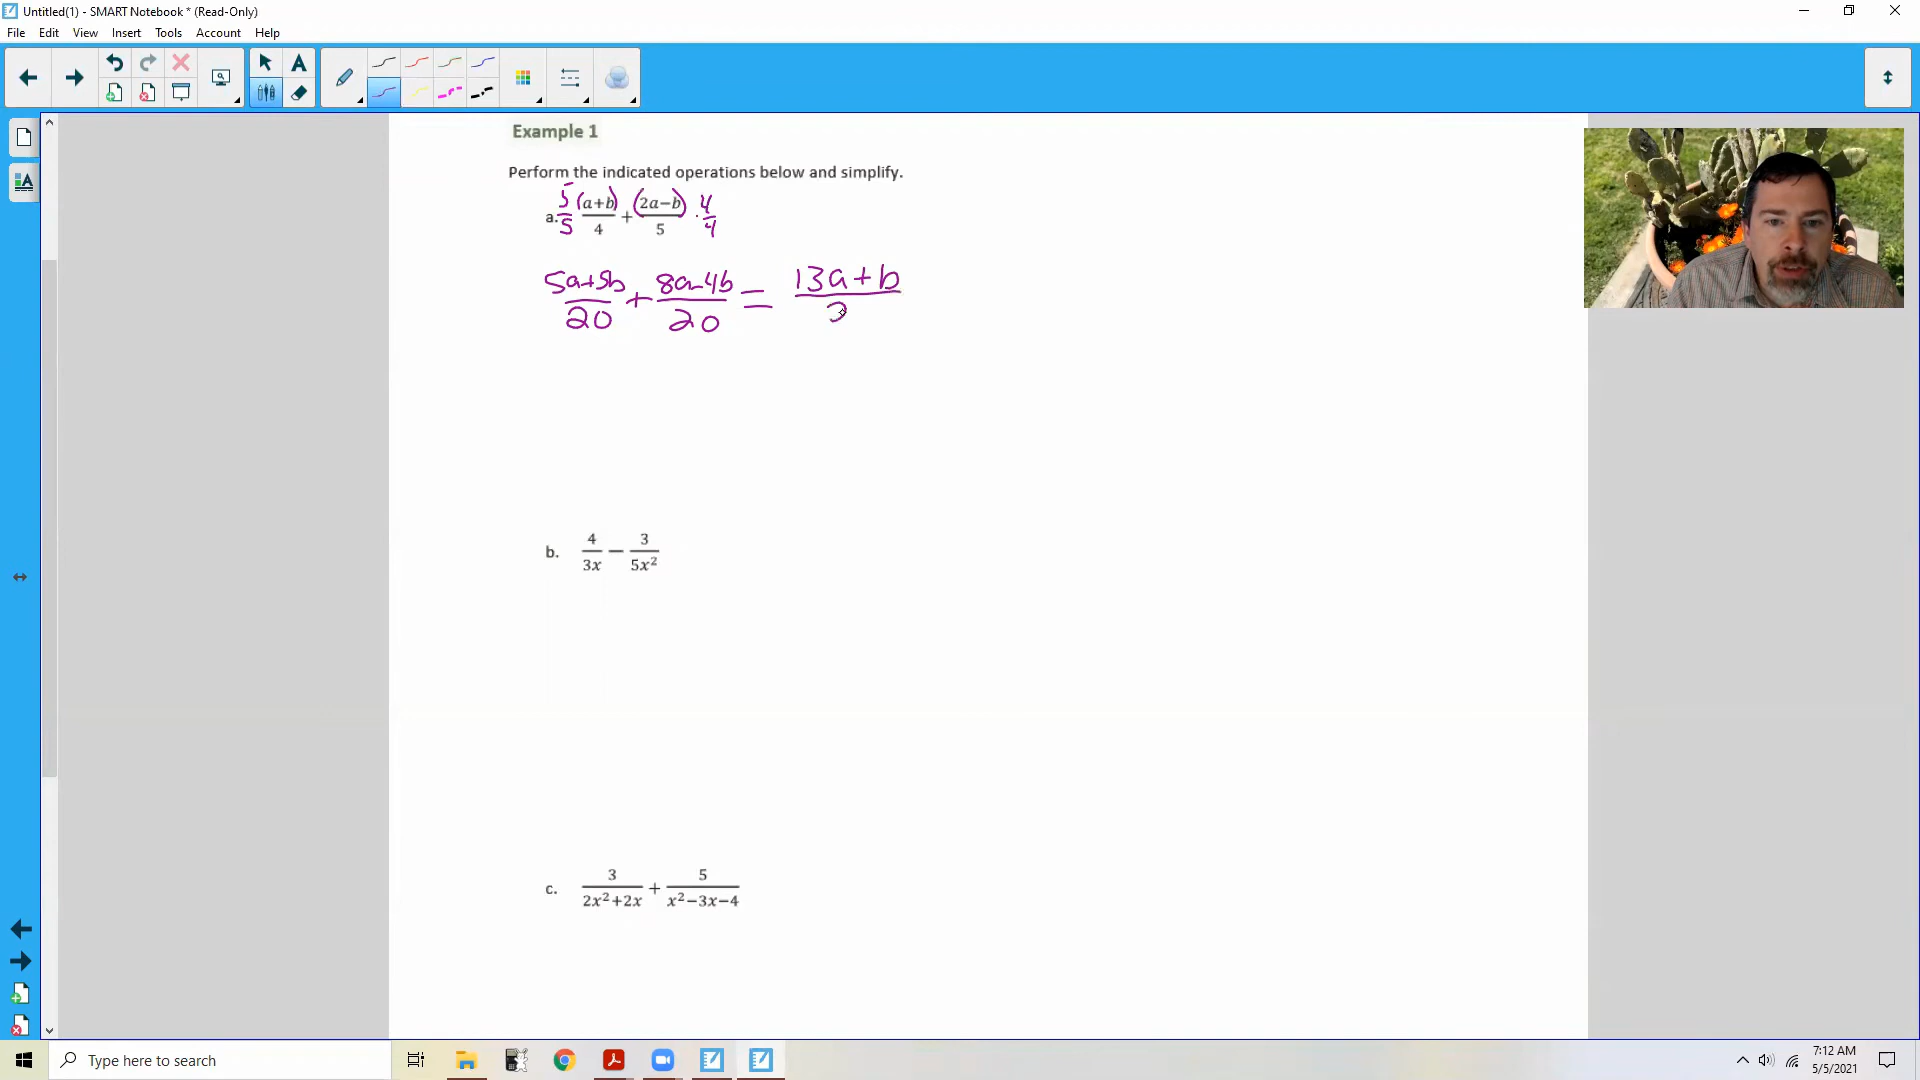 Untitled(1) - SMART Notebook * (Read-Only)
File Edit View Insert Tools Account Help
Example 1
Perform the indicated operations below and simplify.
a. 5/5 (a+b)/4 + (2a−b)/5 · 4/4
5a+5b/20 + 8a-4b/20 = 13a+b/2
b. 4/3x − 3/5x²
c. 3/2x²+2x + 5/x²−3x−4
Type here to search
7:12 AM
5/5/2021